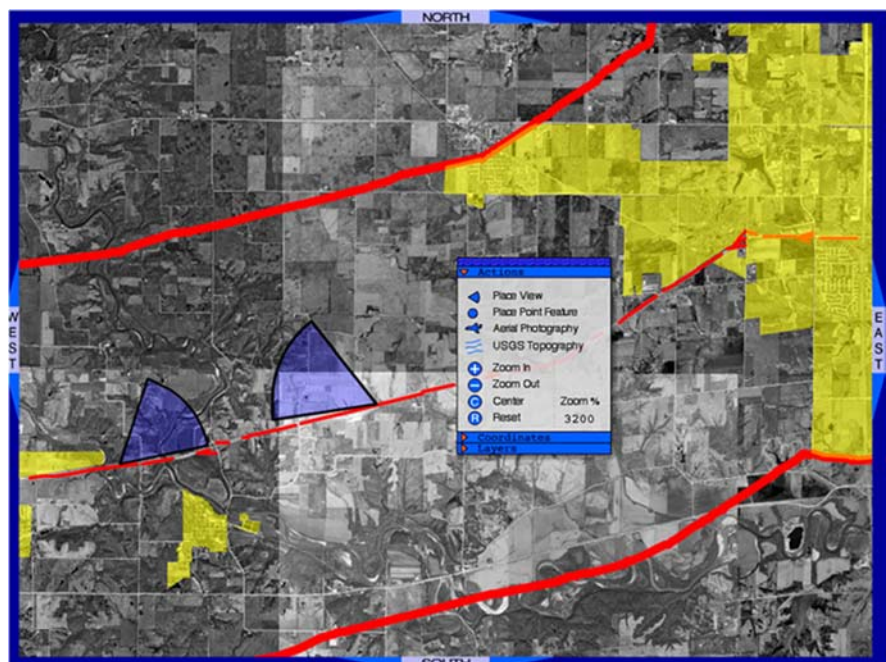 NORTH
WEST
EAST
Actions
Place View
Place Point Feature
Aerial Photography
USGS Topography
Zoom In
Zoom Out
Center Zoom %
Reset 3200
Coordinates
Layers
SOUTH